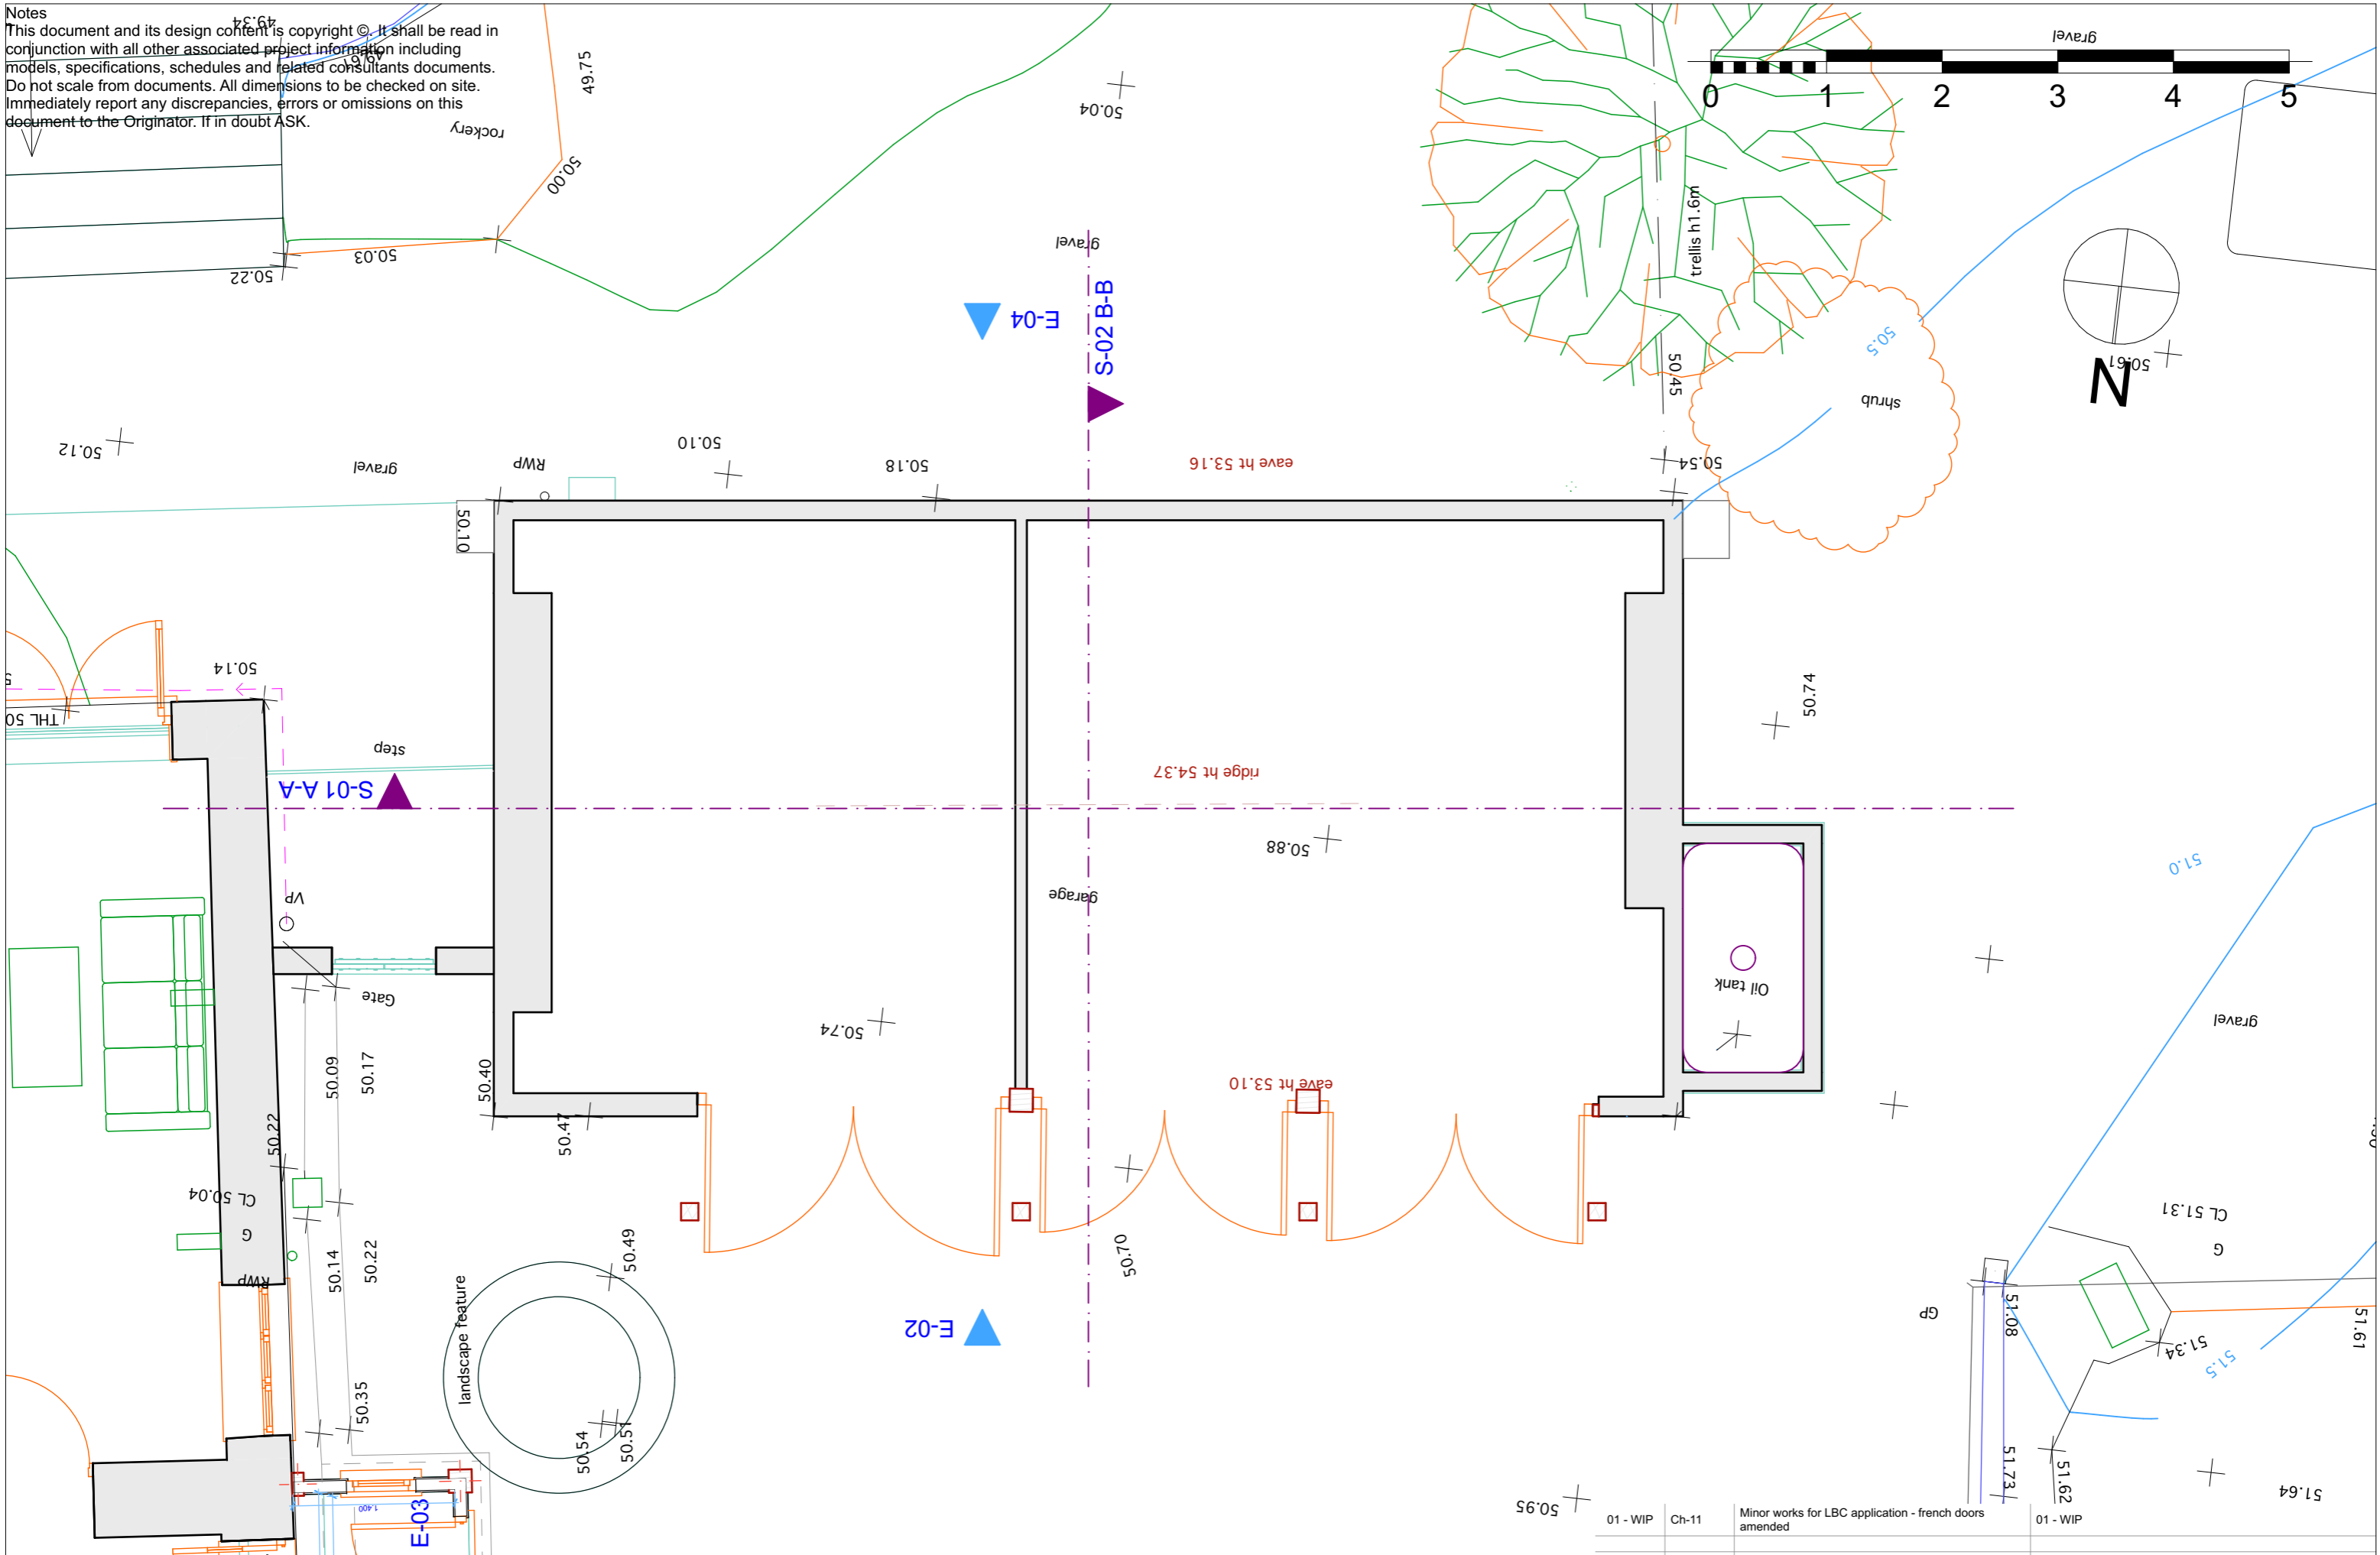 Notes
This document and its design content is copyright ©. It shall be read in
conjunction with all other associated project information including
models, specifications, schedules and related consultants documents.
Do not scale from documents. All dimensions to be checked on site.
Immediately report any discrepancies, errors or omissions on this
document to the Originator. If in doubt ASK.
49.34
49.67
49.75
rockery
50.00
50.03
50.22
50.04
gravel
gravel
0 1 2 3 4 5
trellis h1.6m
50.45
50.5
shrub
50.61
N
E-04
S-02 B-B
50.12
gravel
RWP
50.10
50.18
eave ht 53.16
50.54
50.10
50.14
THL 50
step
S-01 A-A
ridge ht 54.37
50.74
50.88
garage
VP
Gate
51.0
Oil tank
gravel
50.74
50.09
50.17
50.40
50.47
eave ht 53.10
50.22
CL 50.04
G
RWP
50.14
50.22
50.49
50.70
landscape feature
E-02
CL 51.31
G
GP
51.08
51.34
51.5
51.61
50.35
50.54
50.51
1,400
E-03
50.95
51.73
51.62
51.64
01 - WIP
Ch-11
Minor works for LBC application - french doors
amended
01 - WIP